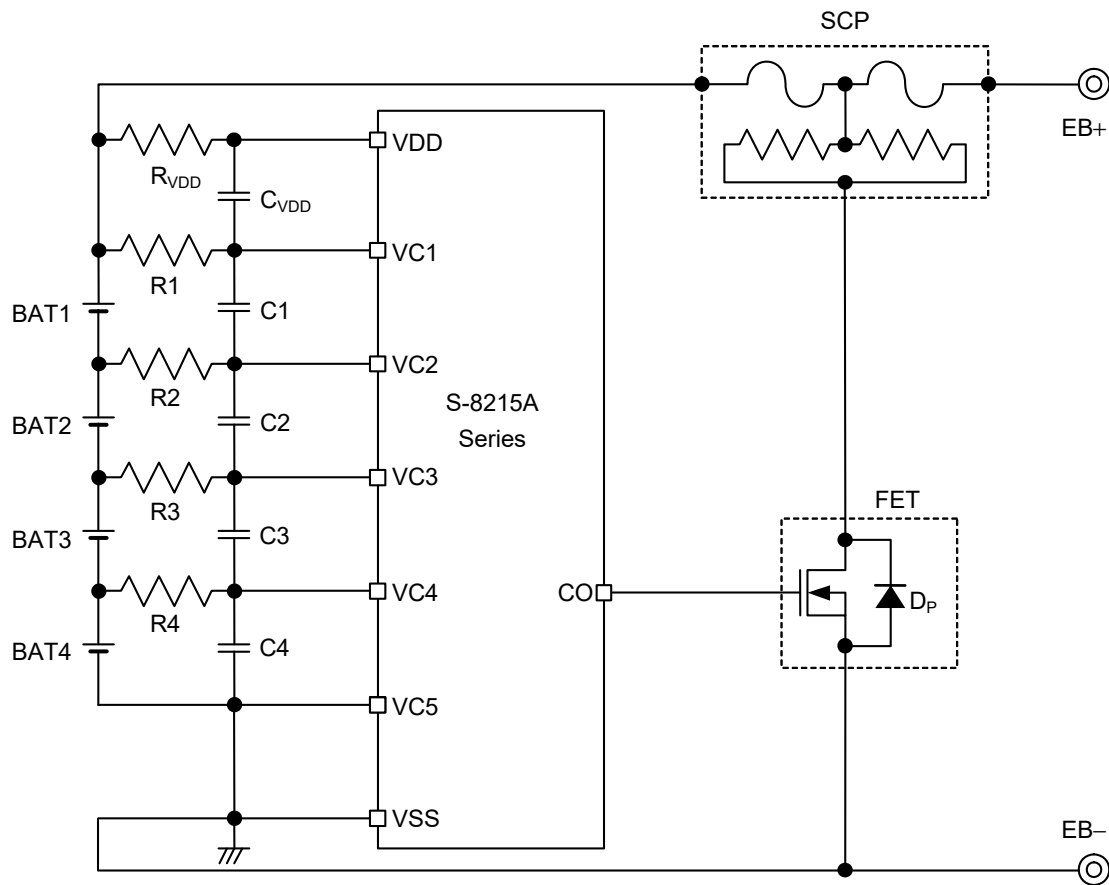 SCP
EB+
VDD
RVDD
CVDD
VC1
R1
BAT1
C1
VC2
R2
S-8215A
Series
BAT2
C2
VC3
R3
FET
BAT3
C3
VC4
CO
DP
R4
BAT4
C4
VC5
VSS
EB−